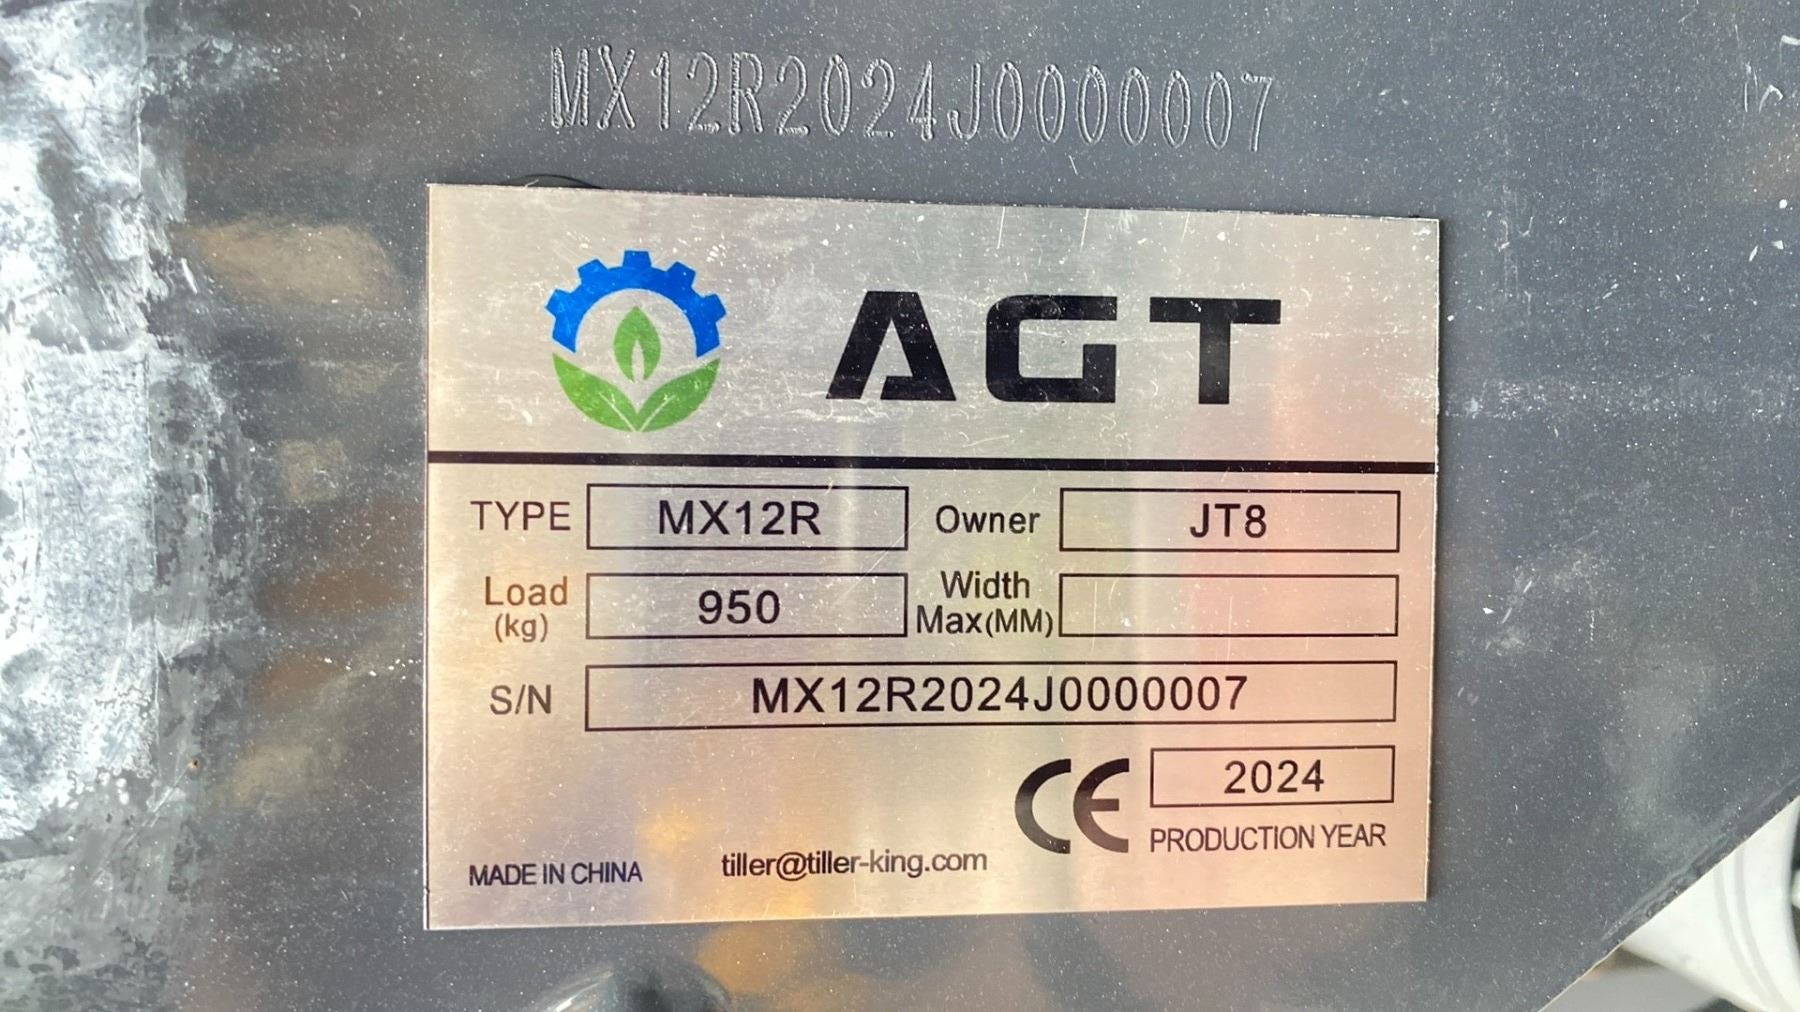 MX12R2024J0000007
AGT
TYPE MX12R Owner JT8
Load (kg) 950 Width Max(MM)
S/N MX12R2024J0000007
CE 2024
PRODUCTION YEAR
MADE IN CHINA tiller@tiller-king.com